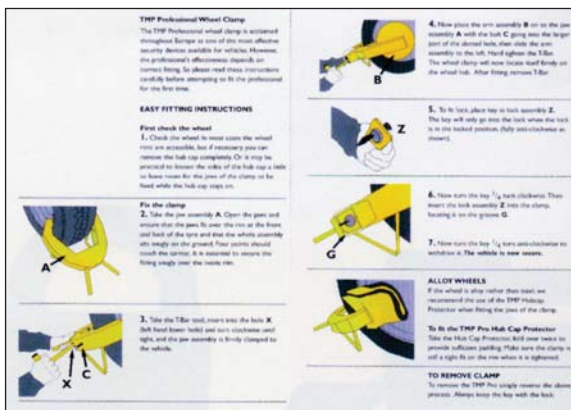 TMP Professional Wheel Clamp
The TMP Professional wheel clamp is acclaimed
throughout Europe as one of the most effective
security devices available for vehicles. However,
the professional's effectiveness depends on
correct fitting. So please read these instructions
carefully before attempting to fit the professional
for the first time.
EASY FITTING INSTRUCTIONS
First check the wheel
1. Check the wheel. In most cases the wheel
rims are accessible, but if necessary you can
remove the hub cap completely. Or it may be
practical to loosen the sides of the hub cap a little
to leave room for the jaws of the clamp to be
fixed while the hub cap stays on.
Fix the clamp
2. Take the jaw assembly A. Open the jaws and
ensure that the jaws fit over the rim at the front
and back of the tyre and that the whole assembly
sits snugly on the ground. Four points should
touch the tarmac. It is essential to secure the
fitting snugly over the inside rim.
A
3. Take the T-Bar tool, insert into the hole X
(left hand lower hole) and turn clockwise until
tight, and the jaw assembly is firmly clamped to
the vehicle.
X
C
4. Now place the arm assembly B on to the jaw
assembly A with the bolt C going into the larger
part of the slotted hole, then slide the arm
assembly to the left. Hand tighten the T-Bar.
The wheel clamp will now locate itself firmly on
the wheel hub. After fitting remove T-Bar.
B
5. To fit lock, place key in lock assembly Z.
The key will only go into the lock when the lock
is in the locked position, (fully anti-clockwise as
shown).
Z
6. Now turn the key 1/4 turn clockwise. Then
insert the lock assembly Z into the clamp,
locating it on the groove G.
G
7. Now turn the key 1/4 turn anti-clockwise to
withdraw it. The vehicle is now secure.
ALLOY WHEELS
If the wheel is alloy rather than steel, we
recommend the use of the TMP Hubcap
Protector when fitting the jaws of the clamp.
To fit the TMP Pro Hub Cap Protector
Take the Hub Cap Protector, fold over twice to
provide sufficient padding. Make sure the clamp is
still a tight fit on the rim when it is tightened.
TO REMOVE CLAMP
To remove the TMP Pro simply reverse the above
process. Always keep the key with the lock